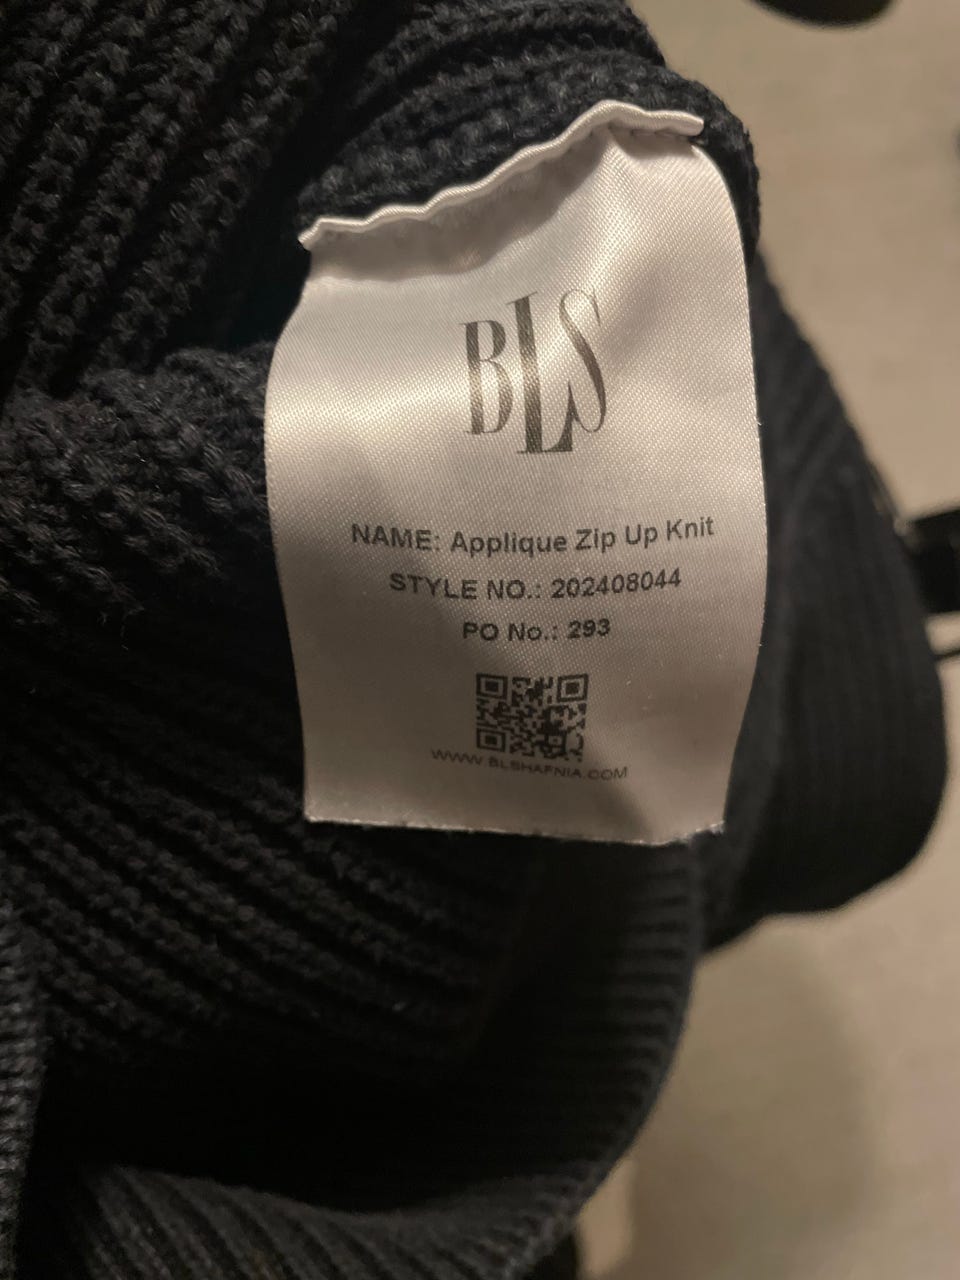 BLS
NAME: Applique Zip Up Knit
STYLE NO.: 202408044
PO No.: 293
WWW.BLSHAFNIA.COM